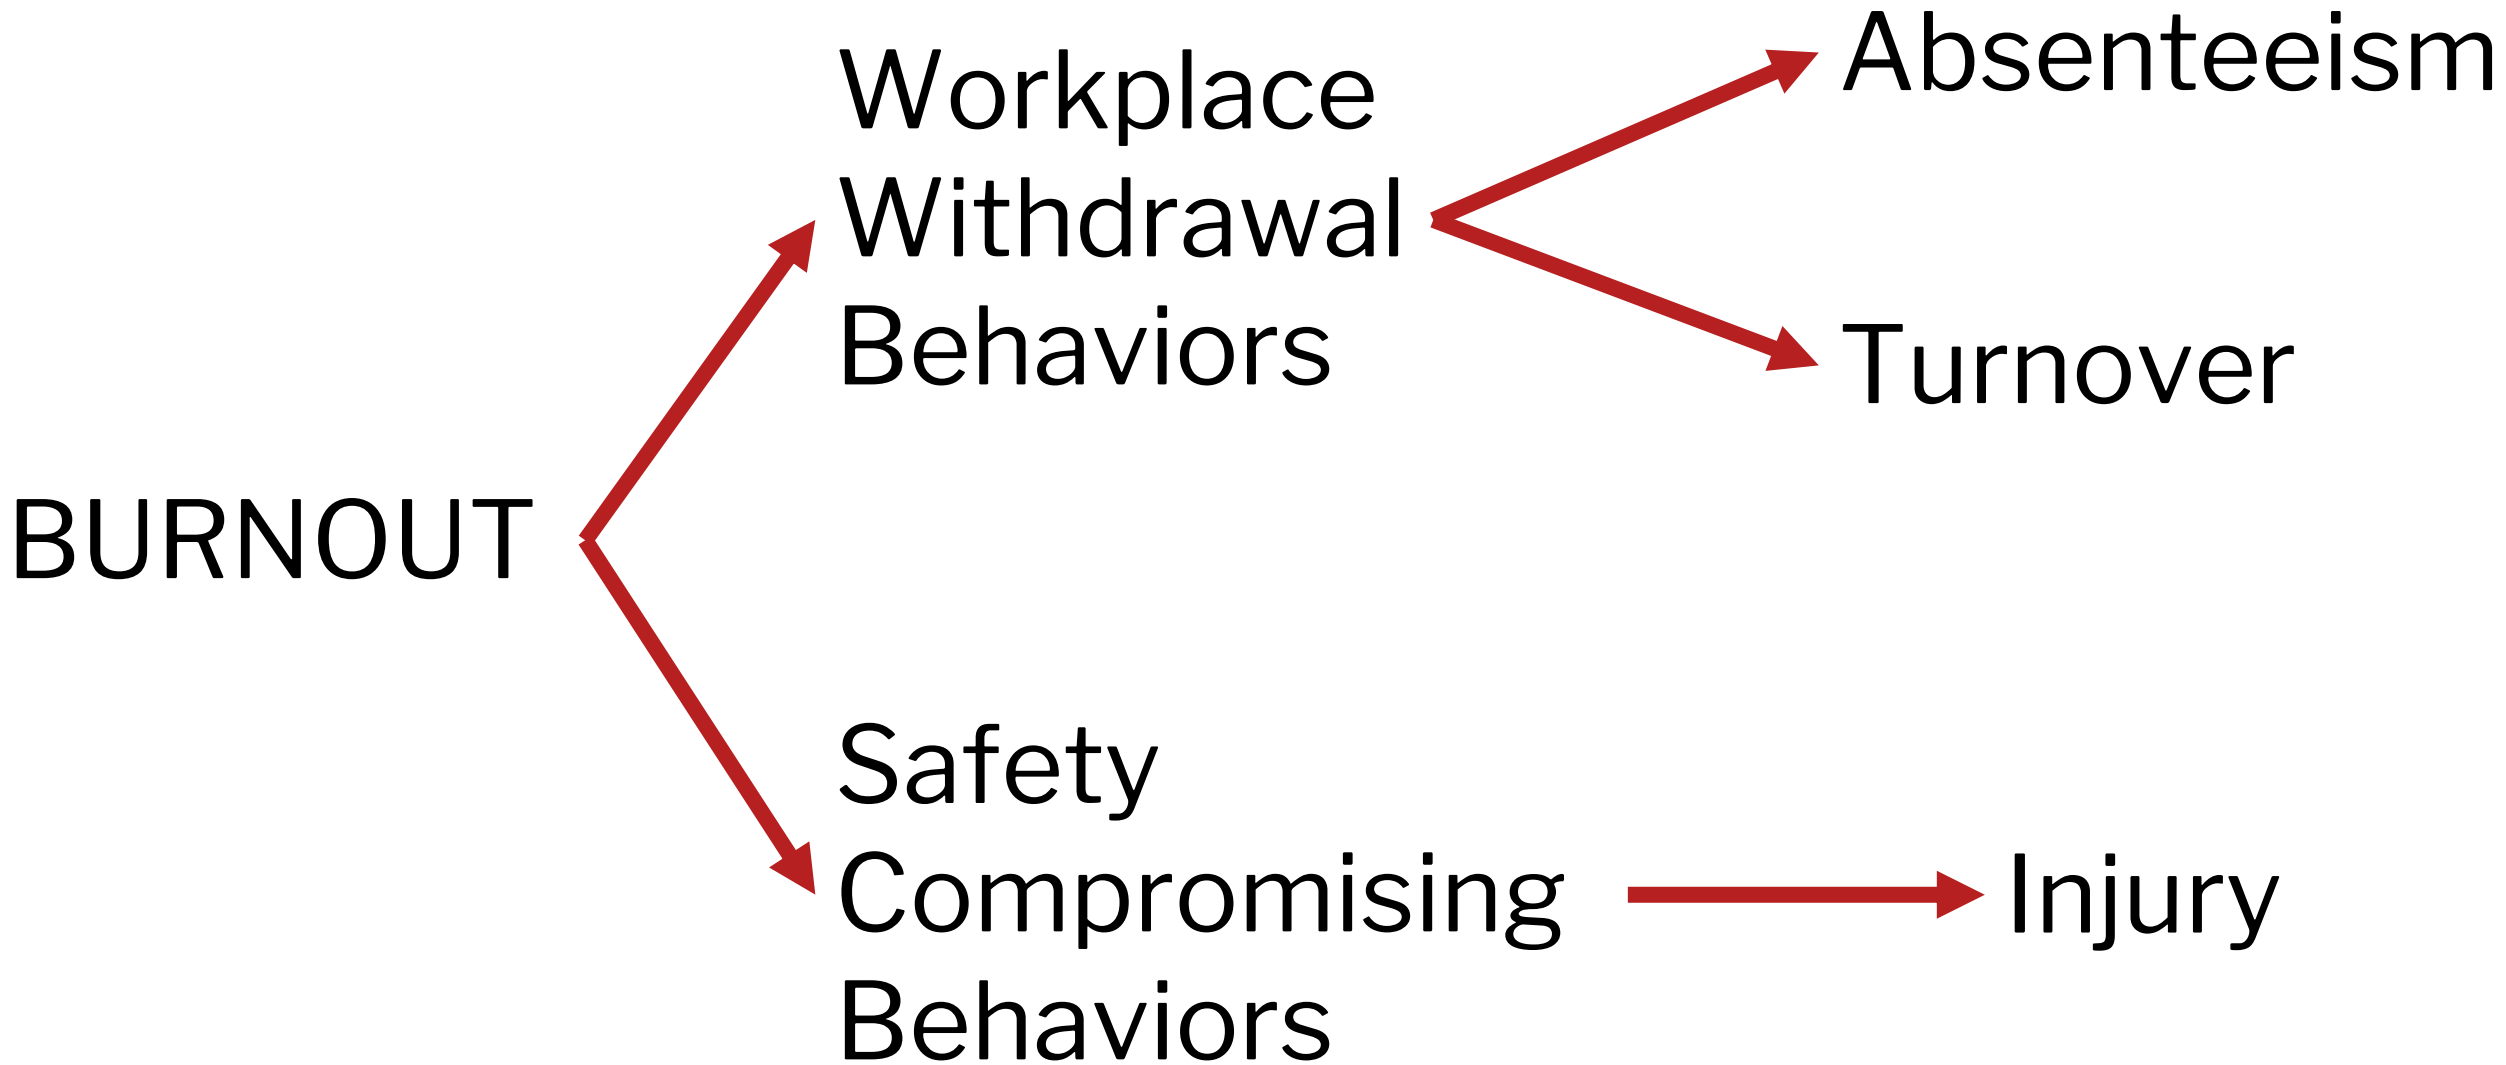 BURNOUT
Workplace
Withdrawal
Behaviors
Absenteeism
Turnover
Safety
Compromising
Behaviors
Injury